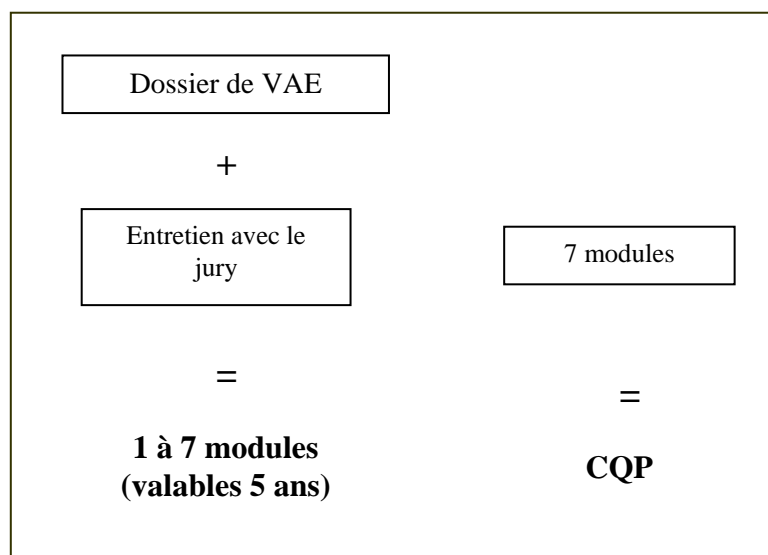 Dossier de VAE
+
Entretien avec le
jury
=
1 à 7 modules
(valables 5 ans)
7 modules
=
CQP